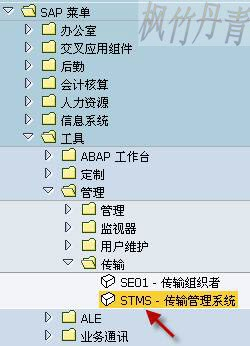 SAP 菜单
枫竹丹青
办公室
交叉应用组件
后勤
会计核算
人力资源
信息系统
工具
ABAP 工作台
定制
管理
管理
监视器
用户维护
传输
SE01 - 传输组织者
STMS - 传输管理系统
ALE
业务通讯